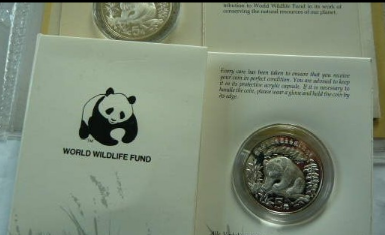 selection to World Wildlife Fund in its work of
conserving the natural resources of our planet.
Every care has been taken to ensure that you receive
your coin in perfect condition. You are advised to keep
it in its protective acrylic capsule. If it is necessary to
handle the coin, please wear a glove and hold the coin by
its edge.
TM
WORLD WILDLIFE FUND